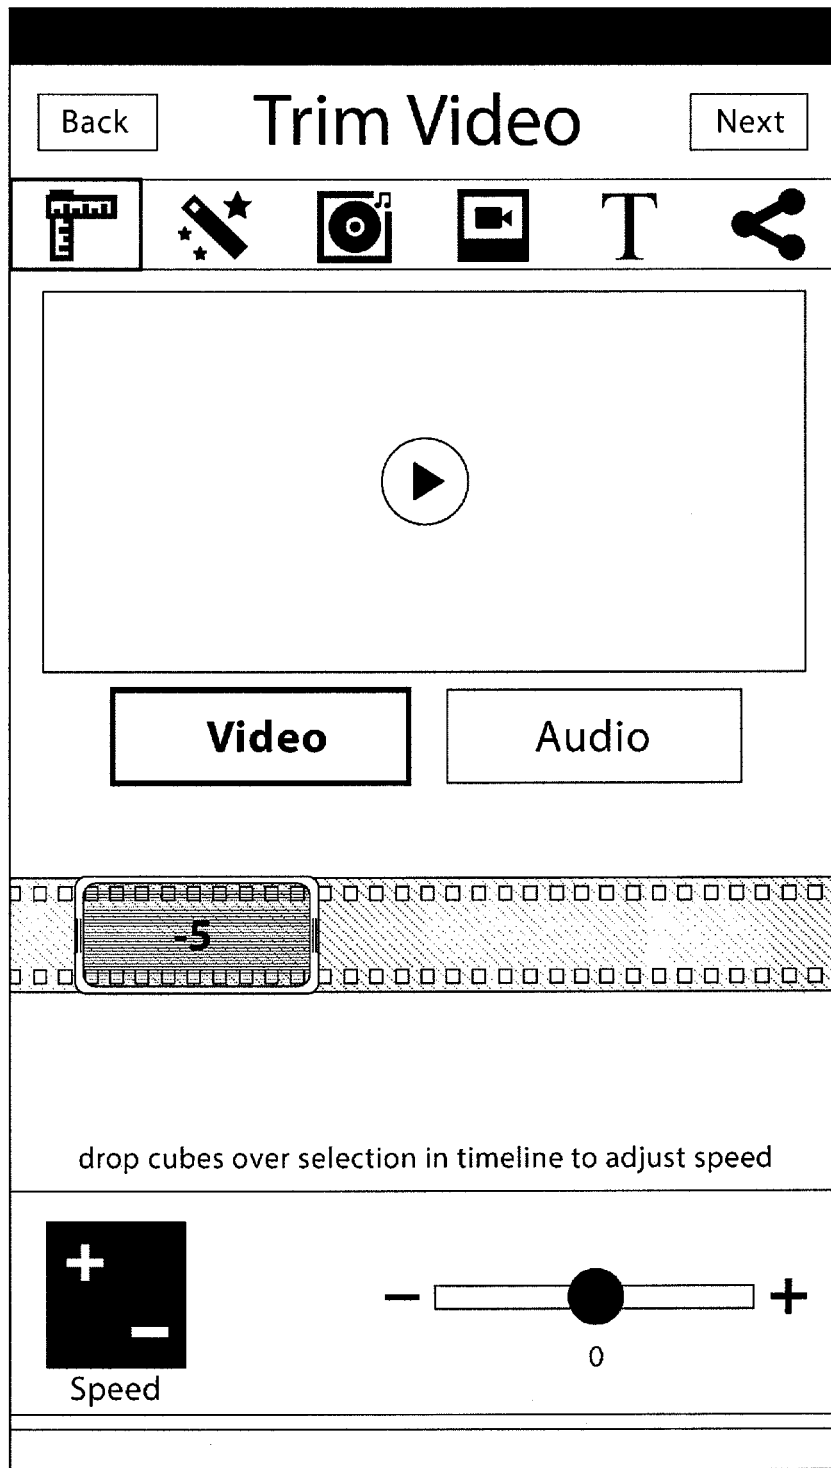 Back
Trim Video
Next
T
Video
Audio
-5
drop cubes over selection in timeline to adjust speed
+
-
Speed
- +
0